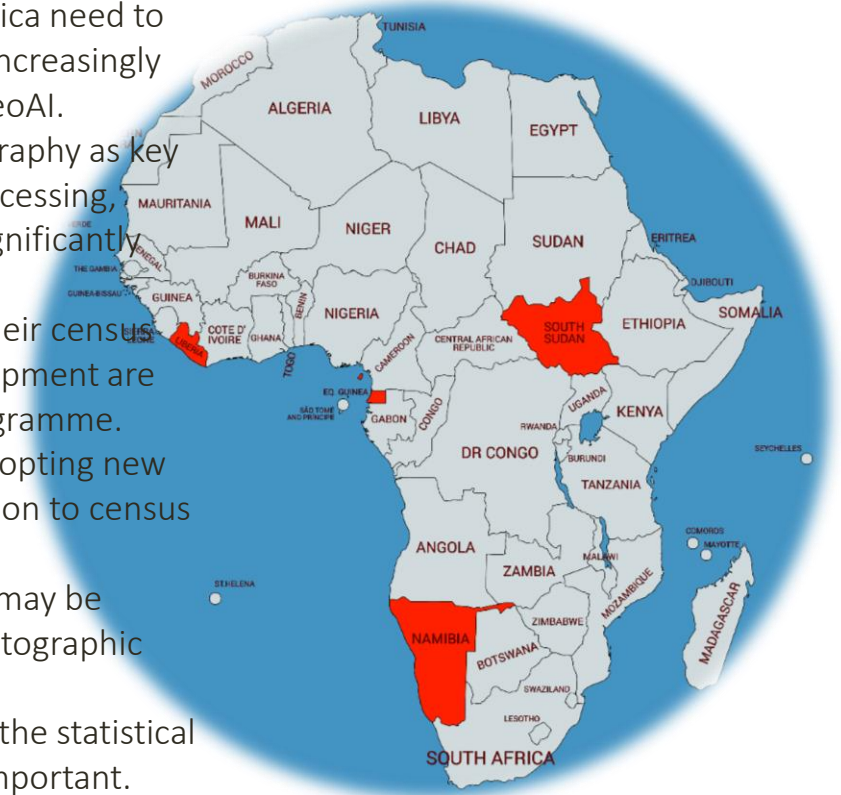 ica need to
increasingly
eoAI.
raphy as key
cessing,
gnificantly
eir census
pment are
gramme.
opting new
on to census
may be
tographic
the statistical
mportant.
TUNISIA
MOROCCO
ALGERIA
LIBYA
EGYPT
MAURITANIA
MALI
NIGER
CHAD
SUDAN
ERITREA
SENEGAL
THE GAMBIA
GUINEA-BISSAU
GUINEA
BURKINA
FASO
BENIN
NIGERIA
DJIBOUTI
SOMALIA
SIERRA
LEONE
LIBERIA
COTE D'
IVOIRE
GHANA
TOGO
CAMEROON
CENTRAL AFRICAN
REPUBLIC
SOUTH
SUDAN
ETHIOPIA
EQ. GUINEA
SÃO TOMÉ
AND PRINCIPE
GABON
CONGO
UGANDA
KENYA
RWANDA
DR CONGO
BURUNDI
SEYCHELLES
TANZANIA
ANGOLA
ZAMBIA
MALAWI
COMOROS
MAYOTTE
MOZAMBIQUE
MADAGASCAR
ST.HELENA
NAMIBIA
ZIMBABWE
BOTSWANA
SWAZILAND
LESOTHO
SOUTH AFRICA